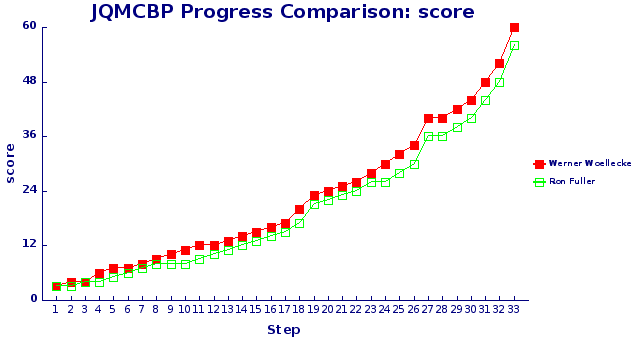 JQMCBP Progress Comparison: score
60
48
36
24
12
0
score
1 2 3 4 5 6 7 8 9 10 11 12 13 14 15 16 17 18 19 20 21 22 23 24 25 26 27 28 29 30 31 32 33
Step
Werner Woellecke
Ron Fuller